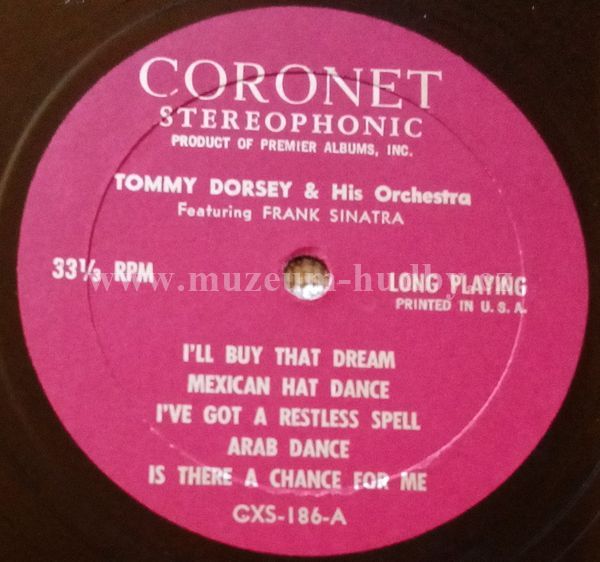 CORONET
STEREOPHONIC
PRODUCT OF PREMIER ALBUMS, INC.
TOMMY DORSEY & His Orchestra
Featuring FRANK SINATRA
33⅓ RPM
www.muzeum-hudby.cz
LONG PLAYING
PRINTED IN U. S. A.
I'LL BUY THAT DREAM
MEXICAN HAT DANCE
I'VE GOT A RESTLESS SPELL
ARAB DANCE
IS THERE A CHANCE FOR ME
CXS-186-A